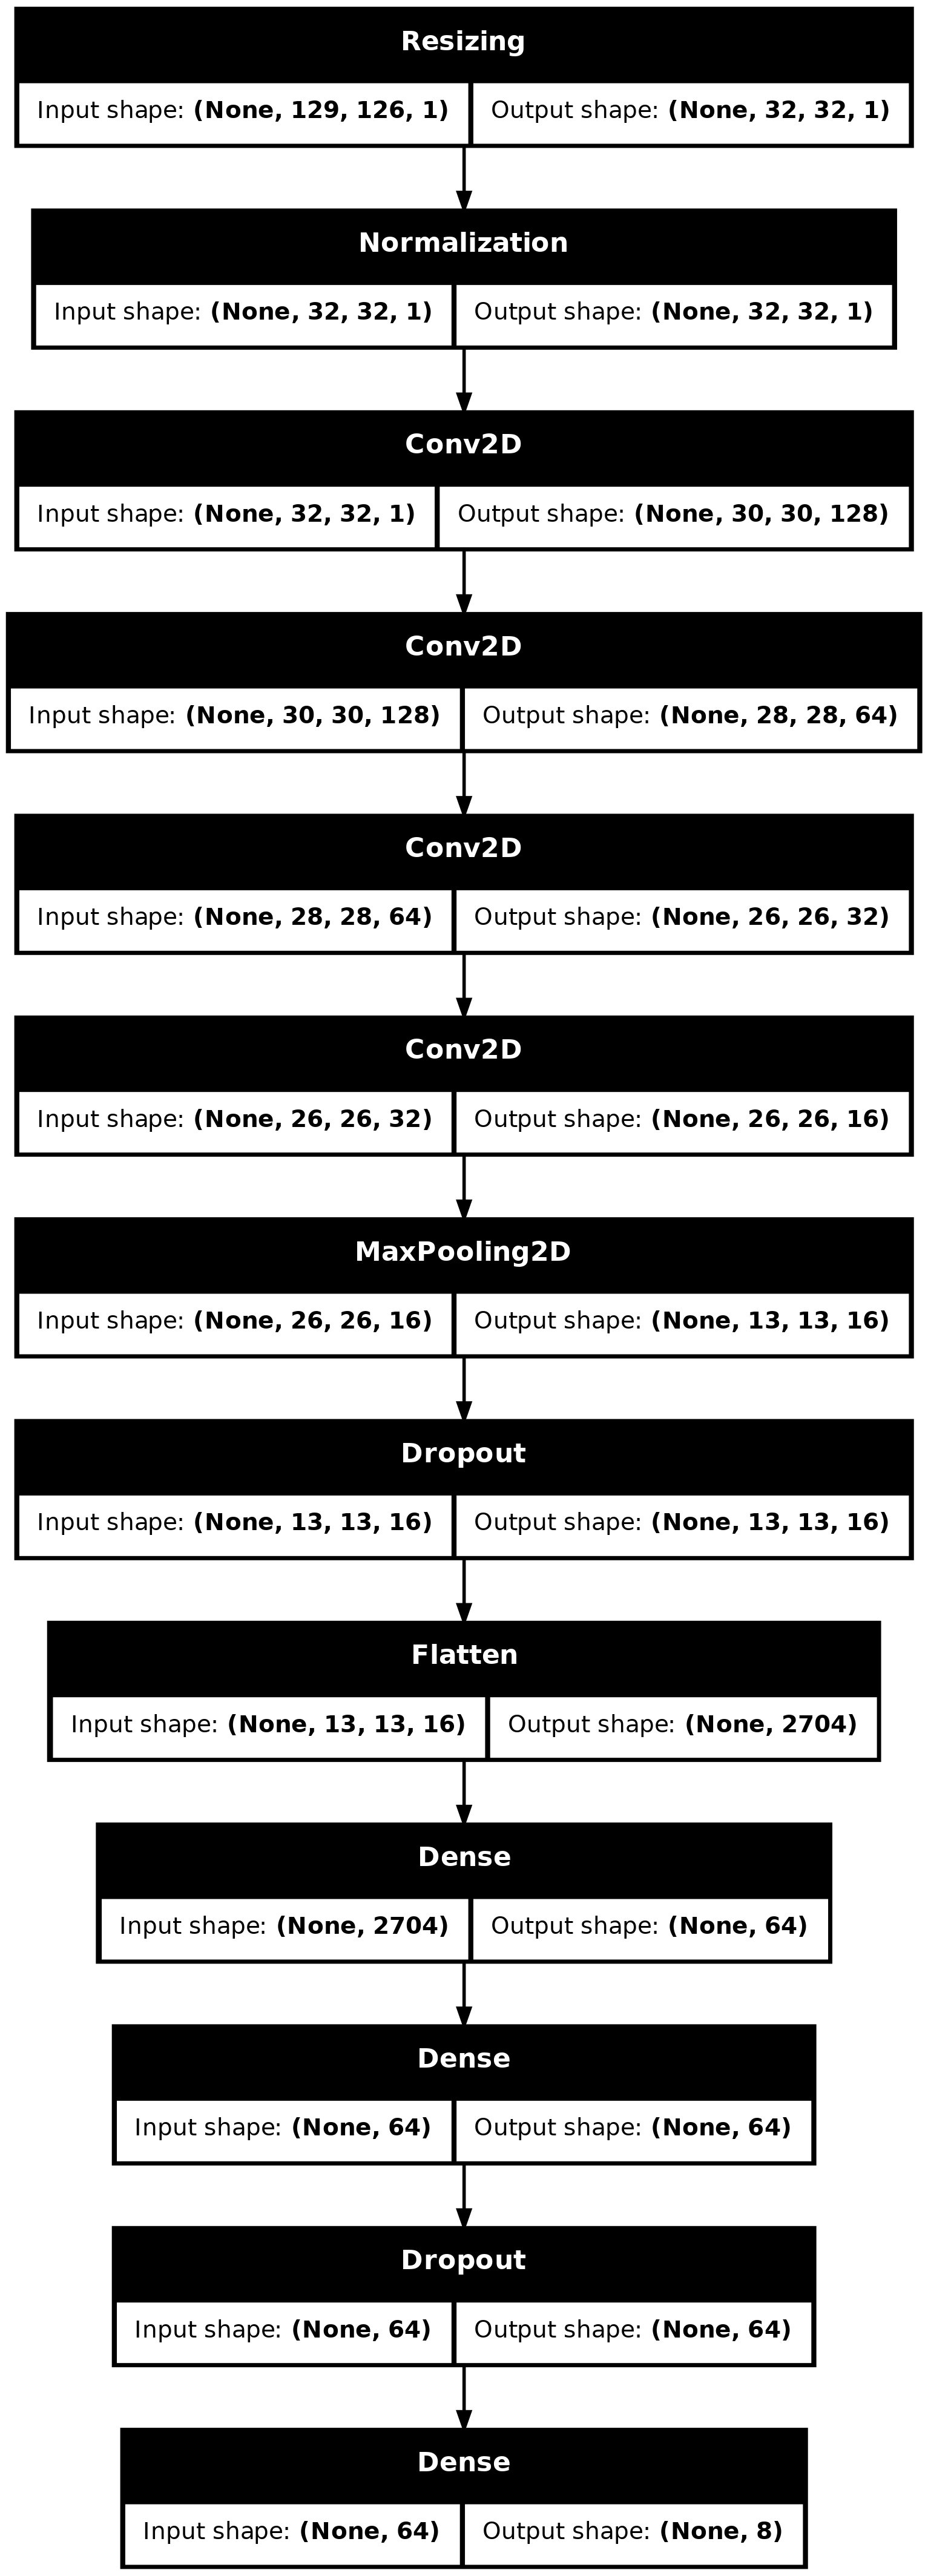 Resizing
Input shape: (None, 129, 126, 1) Output shape: (None, 32, 32, 1)
Normalization
Input shape: (None, 32, 32, 1) Output shape: (None, 32, 32, 1)
Conv2D
Input shape: (None, 32, 32, 1) Output shape: (None, 30, 30, 128)
Conv2D
Input shape: (None, 30, 30, 128) Output shape: (None, 28, 28, 64)
Conv2D
Input shape: (None, 28, 28, 64) Output shape: (None, 26, 26, 32)
Conv2D
Input shape: (None, 26, 26, 32) Output shape: (None, 26, 26, 16)
MaxPooling2D
Input shape: (None, 26, 26, 16) Output shape: (None, 13, 13, 16)
Dropout
Input shape: (None, 13, 13, 16) Output shape: (None, 13, 13, 16)
Flatten
Input shape: (None, 13, 13, 16) Output shape: (None, 2704)
Dense
Input shape: (None, 2704) Output shape: (None, 64)
Dense
Input shape: (None, 64) Output shape: (None, 64)
Dropout
Input shape: (None, 64) Output shape: (None, 64)
Dense
Input shape: (None, 64) Output shape: (None, 8)